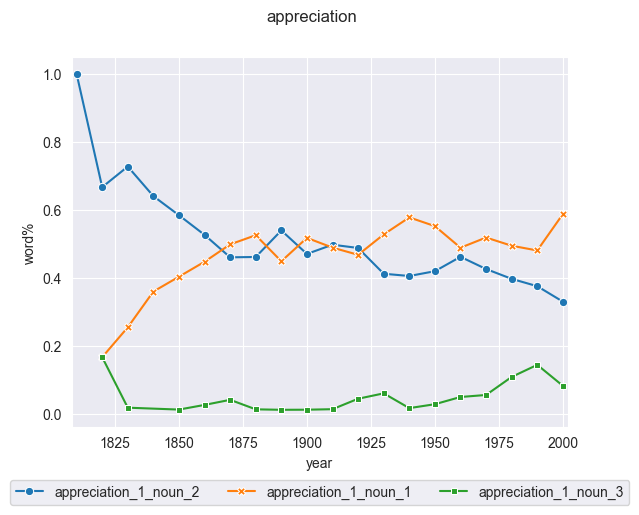 appreciation
1.0
0.8
0.6
0.4
0.2
0.0
word%
1825 1850 1875 1900 1925 1950 1975 2000
year
appreciation_1_noun_2 appreciation_1_noun_1 appreciation_1_noun_3